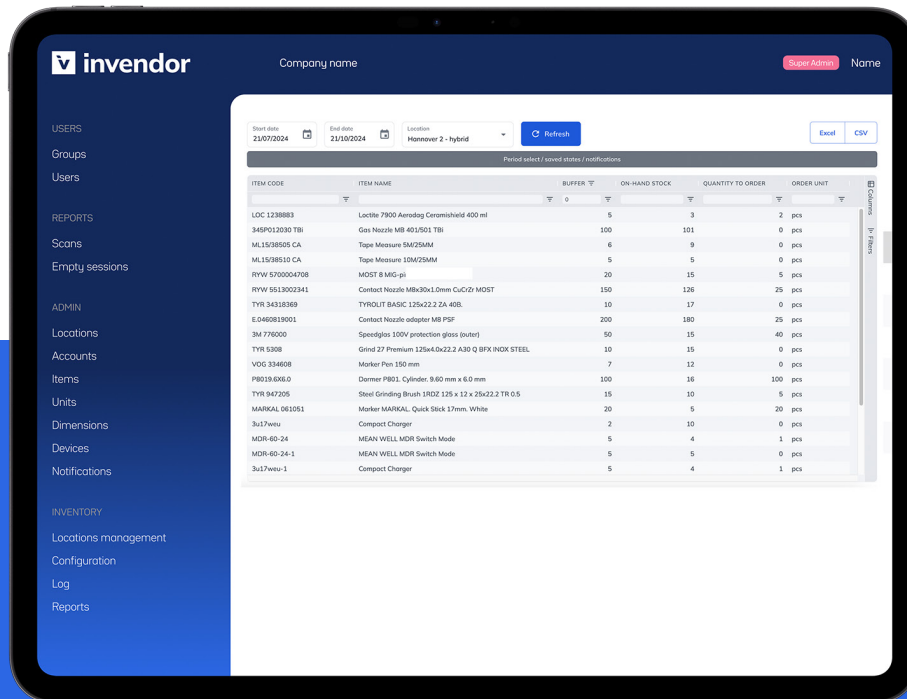 invendor
Company name
Super Admin Name
USERS
Groups
Users
REPORTS
Scans
Empty sessions
ADMIN
Locations
Accounts
Items
Units
Dimensions
Devices
Notifications
INVENTORY
Locations management
Configuration
Log
Reports
Start date
21/07/2024
End date
21/10/2024
Location
Hannover 2 - hybrid
Refresh
Excel CSV
Period select / saved states / notifications
ITEM CODE ITEM NAME BUFFER ON-HAND STOCK QUANTITY TO ORDER ORDER UNIT
0
LOC 1238883 Loctite 7900 Aerodag Ceramishield 400 ml 5 3 2 pcs
345P012030 TBi Gas Nozzle MB 401/501 TBi 100 101 0 pcs
ML15/38505 CA Tape Measure 5M/25MM 6 9 0 pcs
ML15/38510 CA Tape Measure 10M/25MM 5 5 0 pcs
RYW 5700004708 MOST 8 MIG-pi 20 15 5 pcs
RYW 5513002341 Contact Nozzle M8x30x1.0mm CuCrZr MOST 150 126 25 pcs
TYR 34318369 TYROLIT BASIC 125x22.2 ZA 40B. 10 17 0 pcs
E.0460819001 Contact Nozzle adapter M8 PSF 200 180 25 pcs
3M 776000 Speedglas 100V protection glass (outer) 50 15 40 pcs
TYR 5308 Grind 27 Premium 125x4.0x22.2 A30 Q BFX INOX STEEL 10 15 0 pcs
VOG 334608 Marker Pen 150 mm 7 12 0 pcs
P8019.6X6.0 Dormer P801. Cylinder. 9.60 mm x 6.0 mm 100 16 100 pcs
TYR 947205 Steel Grinding Brush 1RDZ 125 x 12 x 25x22.2 TR 0.5 15 10 5 pcs
MARKAL 061051 Marker MARKAL. Quick Stick 17mm. White 20 5 20 pcs
3u17weu Compact Charger 2 10 0 pcs
MDR-60-24 MEAN WELL MDR Switch Mode 5 4 1 pcs
MDR-60-24-1 MEAN WELL MDR Switch Mode 5 5 0 pcs
3u17weu-1 Compact Charger 5 4 1 pcs
Columns
Filters